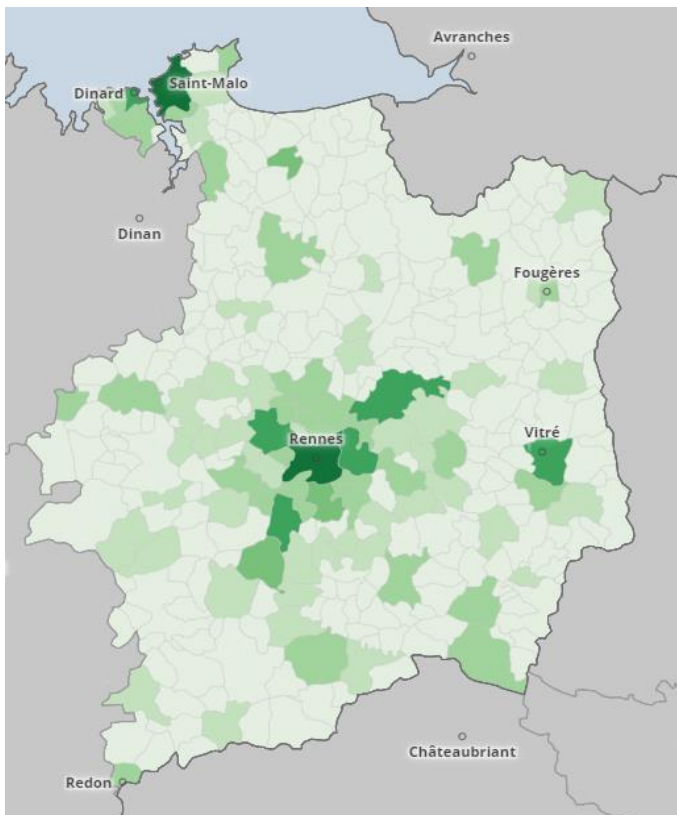 Avranches
Saint-Malo
Dinard
Dinan
Fougères
Vitré
Rennes
Châteaubriant
Redon